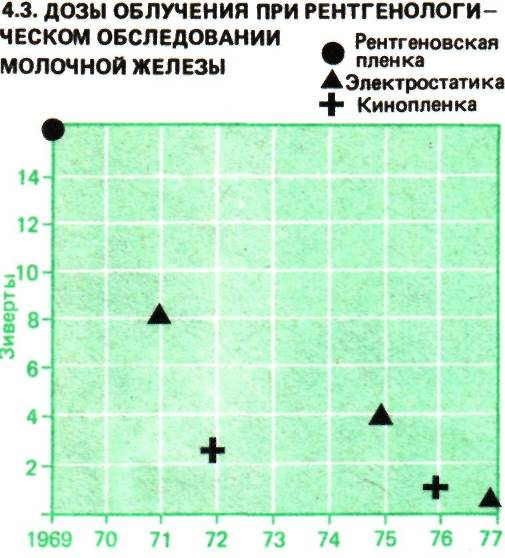 4.3. ДОЗЫ ОБЛУЧЕНИЯ ПРИ РЕНТГЕНОЛОГИ–
ЧЕСКОМ ОБСЛЕДОВАНИИ
МОЛОЧНОЙ ЖЕЛЕЗЫ
Рентгеновская
пленка
Электростатика
Кинопленка
Зиверты
14
12
10
8
6
4
2
1969 70 71 72 73 74 75 76 77